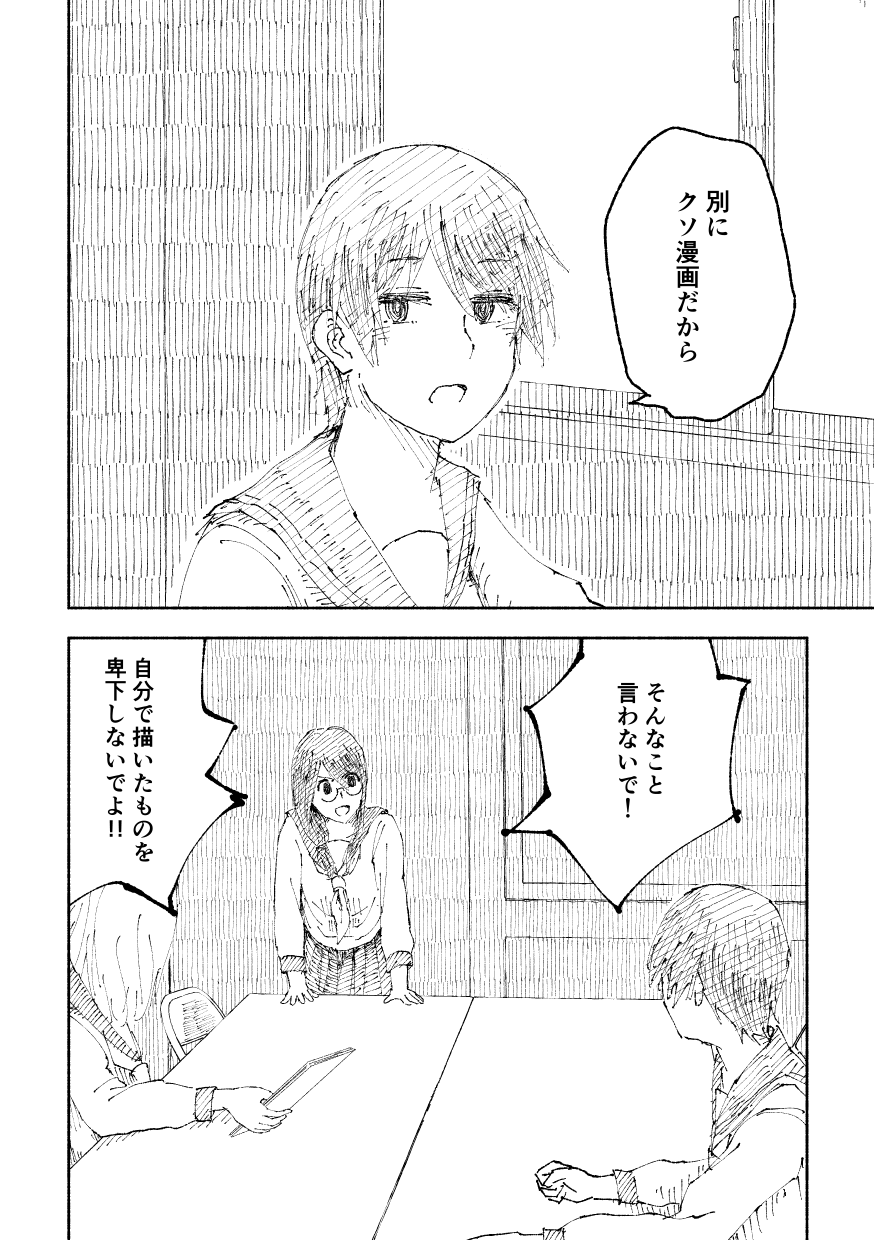 別に
クソ漫画だから
そんなこと
言わないで！
自分で描いたものを
卑下しないでよ!!